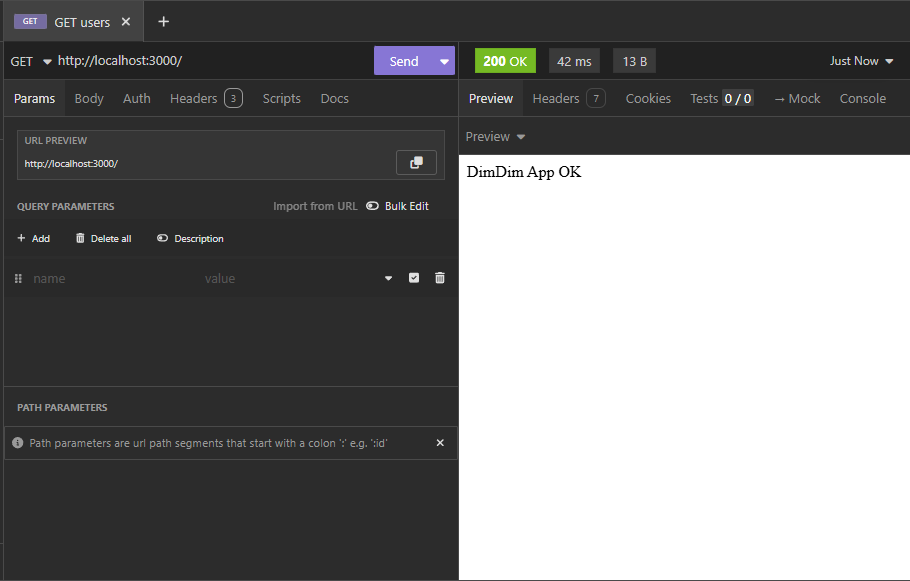 GET GET users
GET http://localhost:3000/ Send
200 OK 42 ms 13 B Just Now
Params Body Auth Headers 3 Scripts Docs
Preview Headers 7 Cookies Tests 0 / 0 → Mock Console
Preview
URL PREVIEW
http://localhost:3000/
QUERY PARAMETERS Import from URL Bulk Edit
+ Add Delete all Description
name value
PATH PARAMETERS
Path parameters are url path segments that start with a colon ':' e.g. ':id'
DimDim App OK